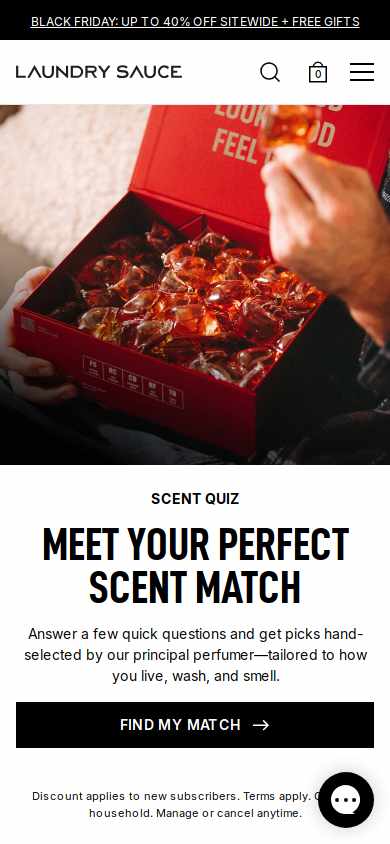 BLACK FRIDAY: UP TO 40% OFF SITEWIDE + FREE GIFTS
LAUNDRY SAUCE
0
LOOK GOOD
FEEL
SCENT QUIZ
MEET YOUR PERFECT
SCENT MATCH
Answer a few quick questions and get picks hand-
selected by our principal perfumer—tailored to how
you live, wash, and smell.
FIND MY MATCH →
Discount applies to new subscribers. Terms apply.
household. Manage or cancel anytime.